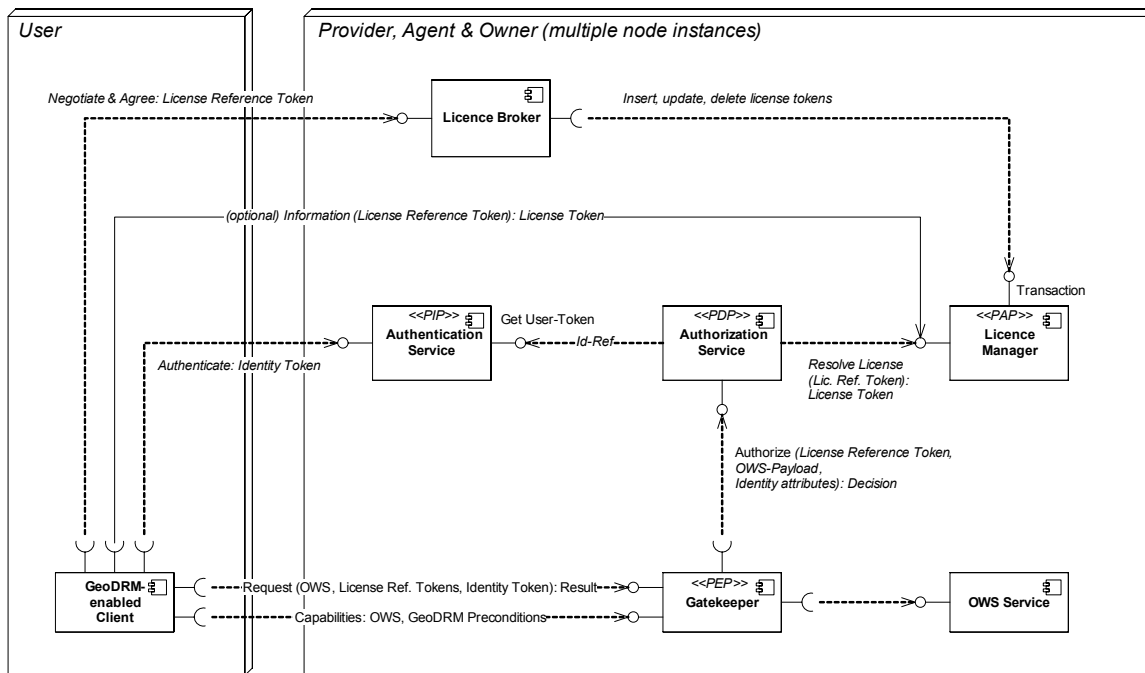 User
Provider, Agent & Owner (multiple node instances)
Negotiate & Agree: License Reference Token
Licence Broker
Insert, update, delete license tokens
(optional) Information (License Reference Token): License Token
Transaction
<<PIP>>
Authentication
Service
Get User-Token
Id-Ref
<<PDP>>
Authorization
Service
<<PAP>>
Licence
Manager
Authenticate: Identity Token
Resolve License
(Lic. Ref. Token):
License Token
Authorize (License Reference Token,
OWS-Payload,
Identity attributes): Decision
GeoDRM-
enabled
Client
Request (OWS, License Ref. Tokens, Identity Token): Result
Capabilities: OWS, GeoDRM Preconditions
<<PEP>>
Gatekeeper
OWS Service